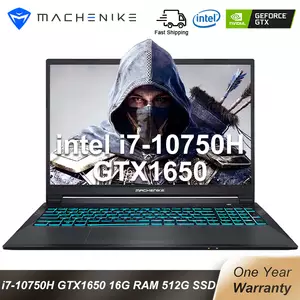 MACHENIKE
Fast Shipping
intel
NVIDIA
GEFORCE
GTX
intel i7-10750H
GTX1650
MACHENIKE
i7-10750H GTX1650 16G RAM 512G SSD
One Year
Warranty